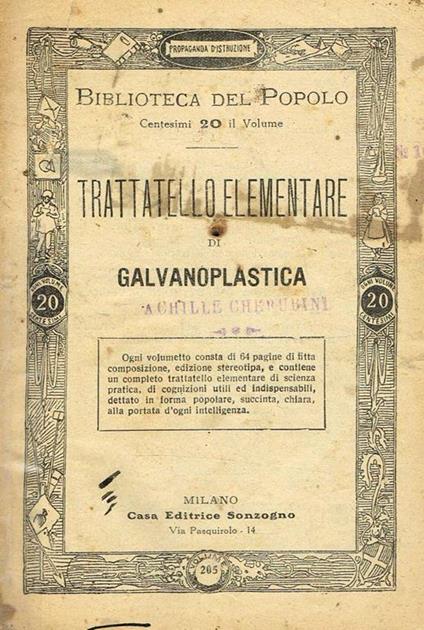 PROPAGANDA D'ISTRUZIONE
BIBLIOTECA DEL POPOLO
Centesimi 20 il Volume
TRATTATELLO ELEMENTARE
DI
GALVANOPLASTICA
ACHILLE CHERUBINI
OGNI VOLUME
20
CENTESIMI
OGNI VOLUME
20
CENTESIMI
Ogni volumetto consta di 64 pagine di fitta
composizione, edizione stereotipa, e contiene
un completo trattatello elementare di scienza
pratica, di cognizioni utili ed indispensabili,
dettato in forma popolare, succinta, chiara,
alla portata d'ogni intelligenza.
MILANO
Casa Editrice Sonzogno
Via Pasquirolo - 14
VOLUME
205